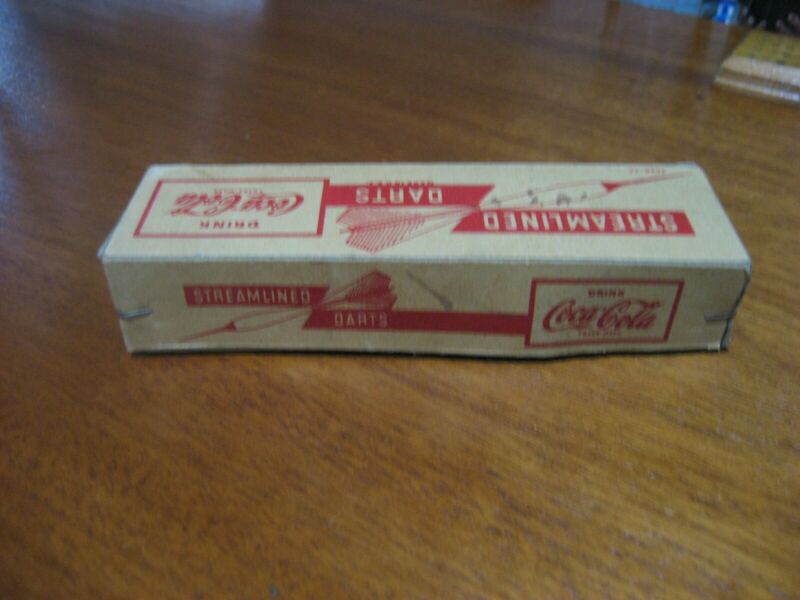 DRINK
Coca-Cola
DARTS
STREAMLINED
STREAMLINED
DARTS
DRINK
Coca-Cola